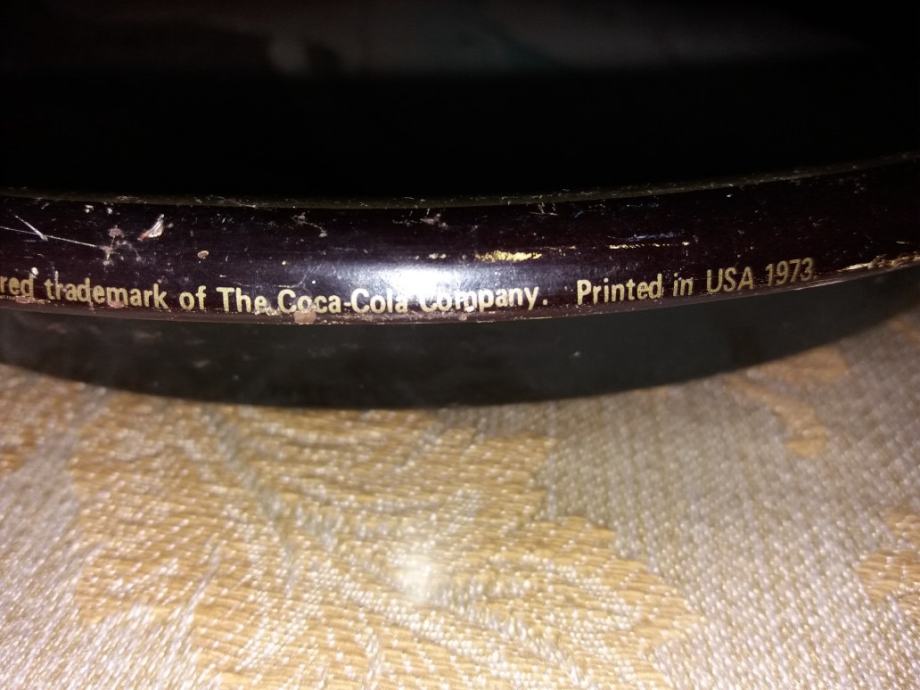 red trademark of The Coca-Cola Company. Printed in USA 1973